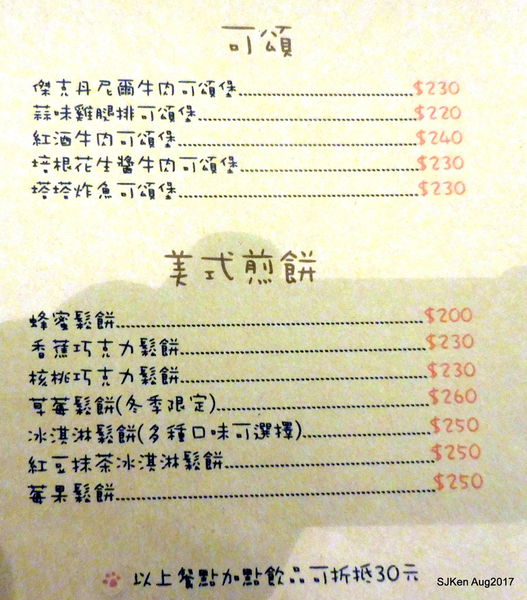 可頌
傑克丹尼爾牛肉可頌堡 $230
蒜味雞腿排可頌堡 $220
紅酒牛肉可頌堡 $240
培根花生醬牛肉可頌堡 $230
塔塔炸魚可頌堡 $230
美式煎餅
蜂蜜鬆餅 $200
香蕉巧克力鬆餅 $230
核桃巧克力鬆餅 $230
草莓鬆餅(冬季限定) $260
冰淇淋鬆餅(多種口味可選擇) $250
紅豆抹茶冰淇淋鬆餅 $250
莓果鬆餅 $250
以上餐點加點飲品可折抵30元
SJKen Aug2017